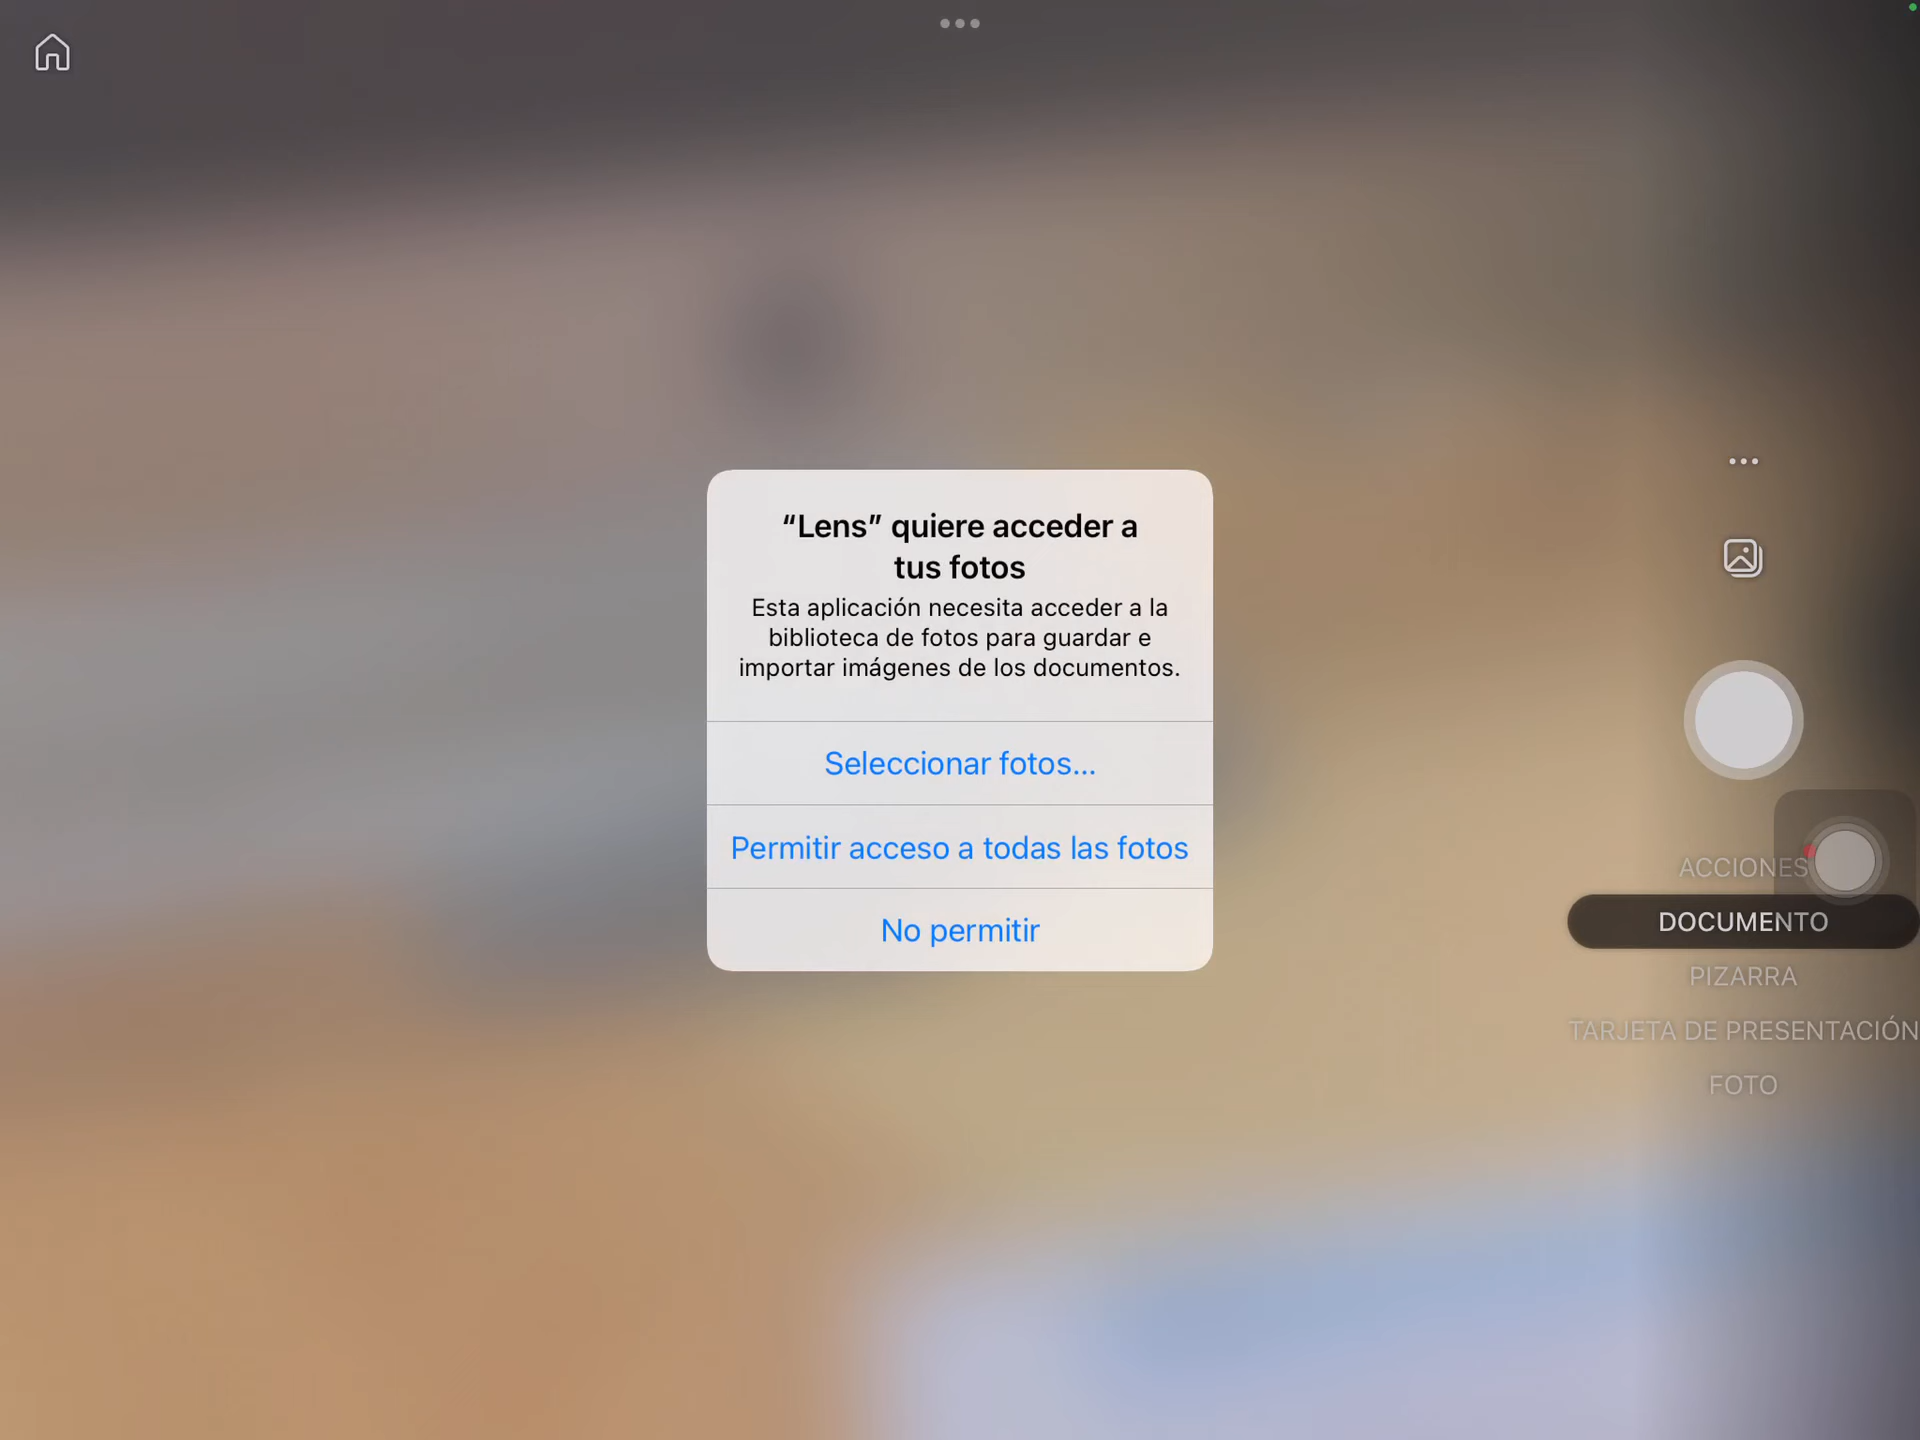 “Lens” quiere acceder a
tus fotos
Esta aplicación necesita acceder a la
biblioteca de fotos para guardar e
importar imágenes de los documentos.
Seleccionar fotos...
Permitir acceso a todas las fotos
No permitir
ACCIONES
DOCUMENTO
PIZARRA
TARJETA DE PRESENTACIÓN
FOTO